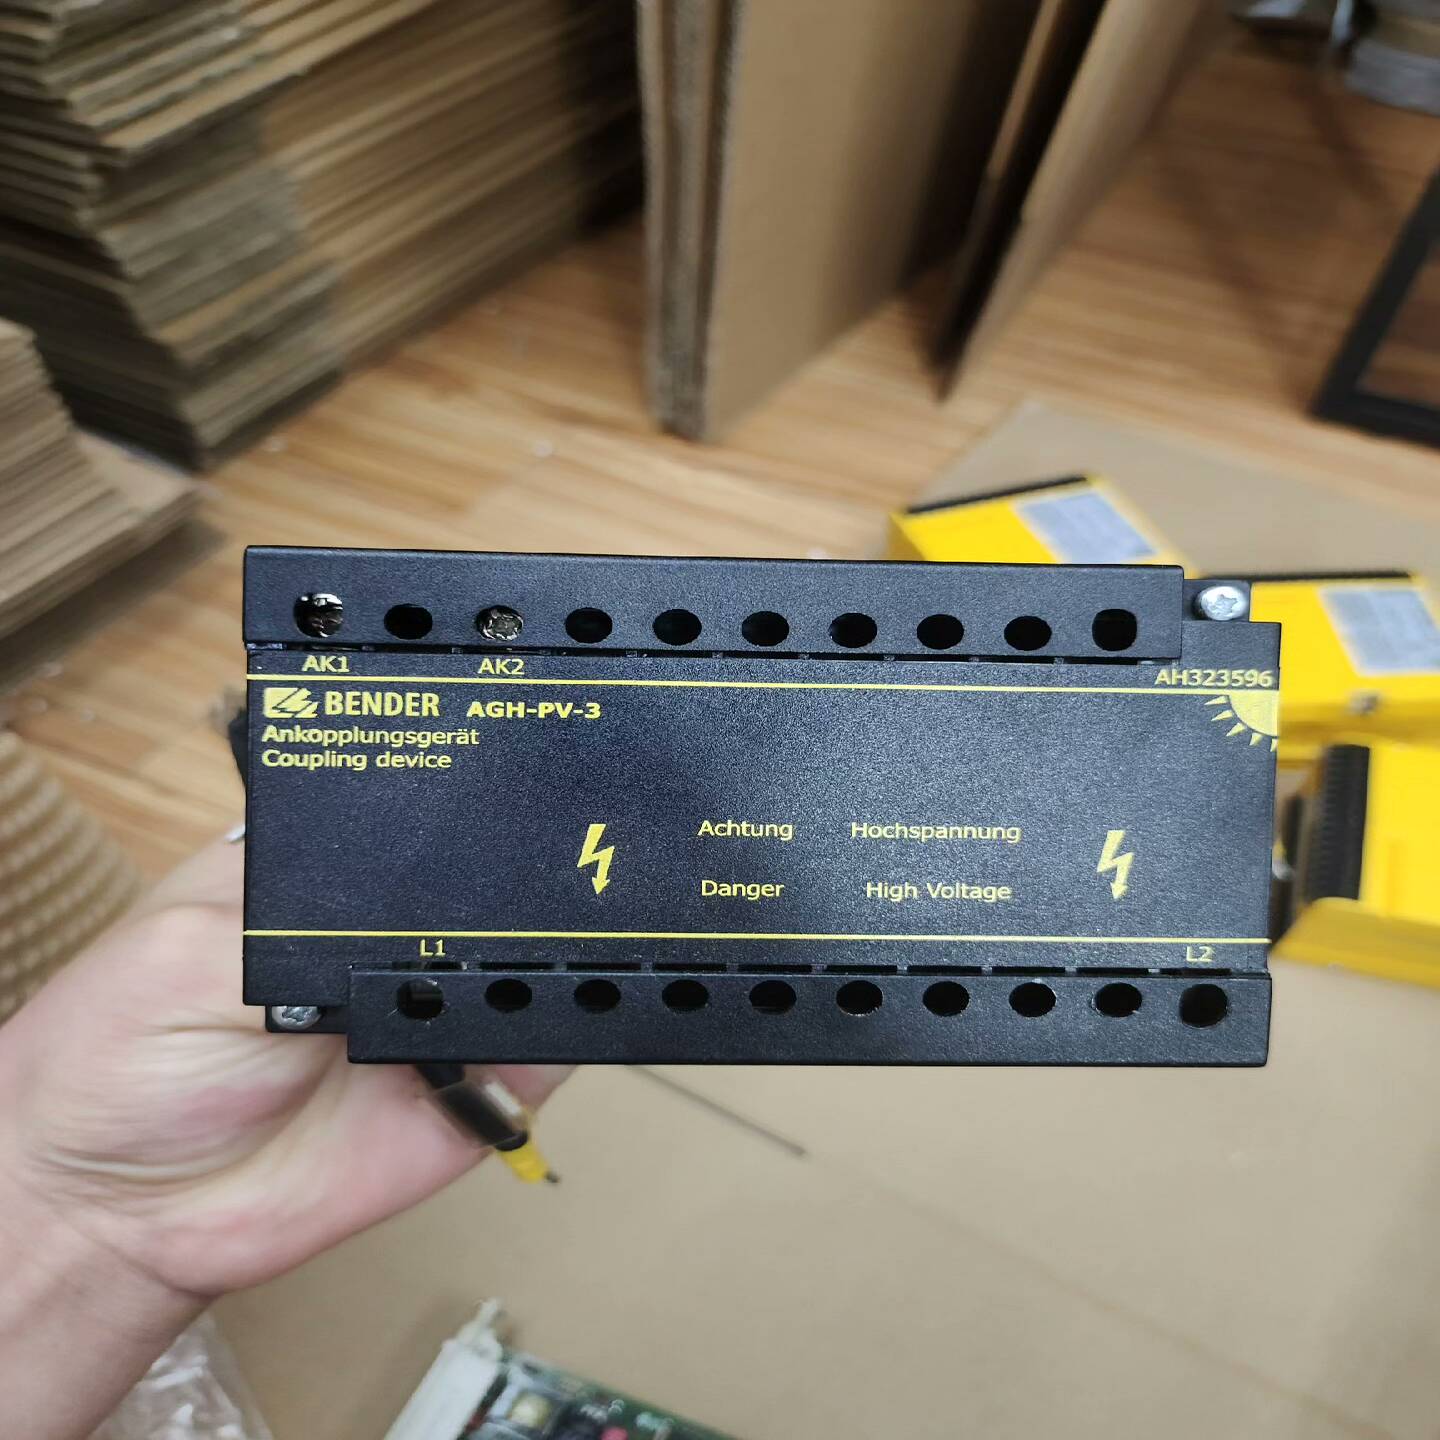 AK1 AK2
AH323596
BENDER AGH-PV-3
Ankopplungsgerät
Coupling device
Achtung Hochspannung
Danger High Voltage
L1 L2